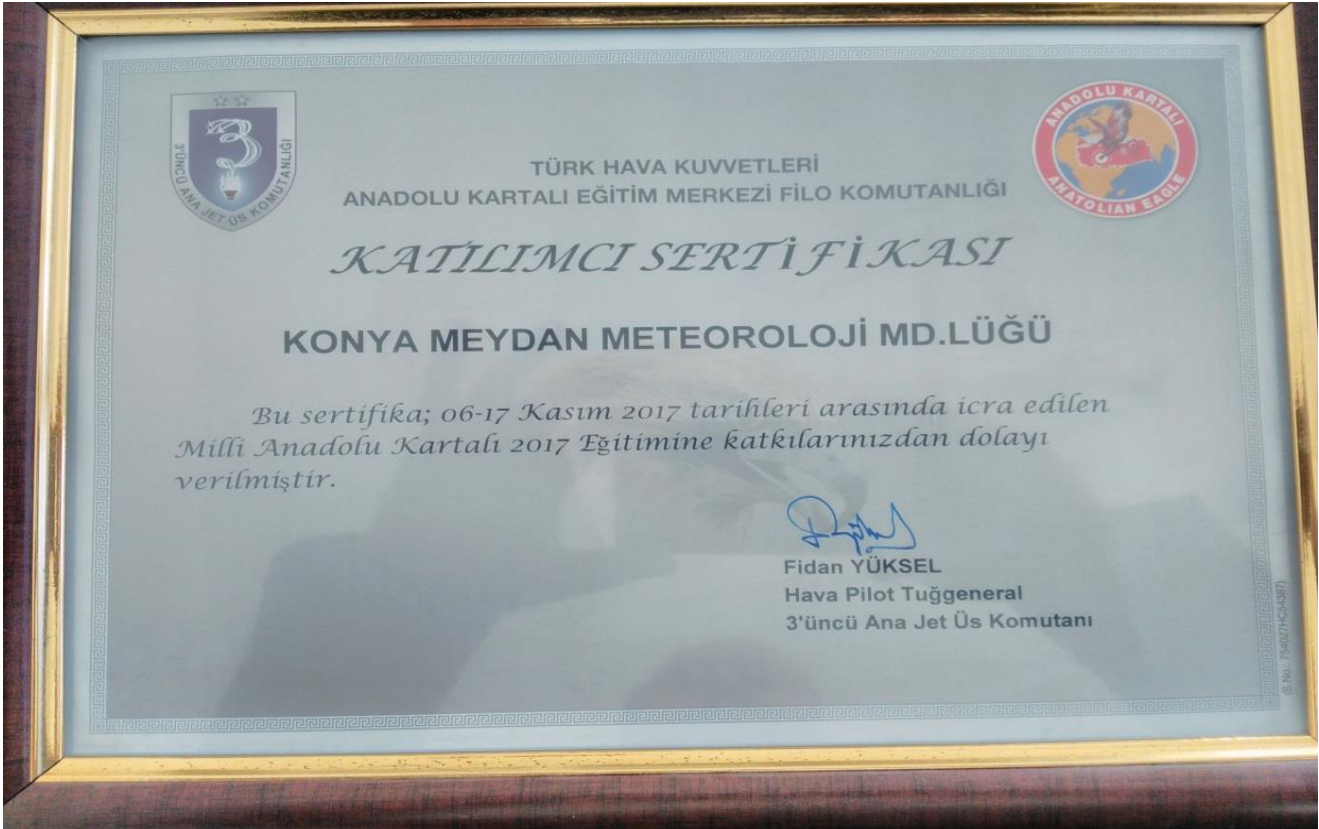 3'ÜNCÜ ANA JET ÜS KOMUTANLIĞI
3
ANADOLU KARTALI
ANATOLIAN EAGLE
TÜRK HAVA KUVVETLERİ
ANADOLU KARTALI EĞİTİM MERKEZİ FİLO KOMUTANLIĞI
KATILIMCI SERTİFİKASI
KONYA MEYDAN METEOROLOJİ MD.LÜĞÜ
Bu sertifika; 06-17 Kasım 2017 tarihleri arasında icra edilen
Milli Anadolu Kartalı 2017 Eğitimine katkılarınızdan dolayı
verilmiştir.
Fidan YÜKSEL
Hava Pilot Tuğgeneral
3'üncü Ana Jet Üs Komutanı